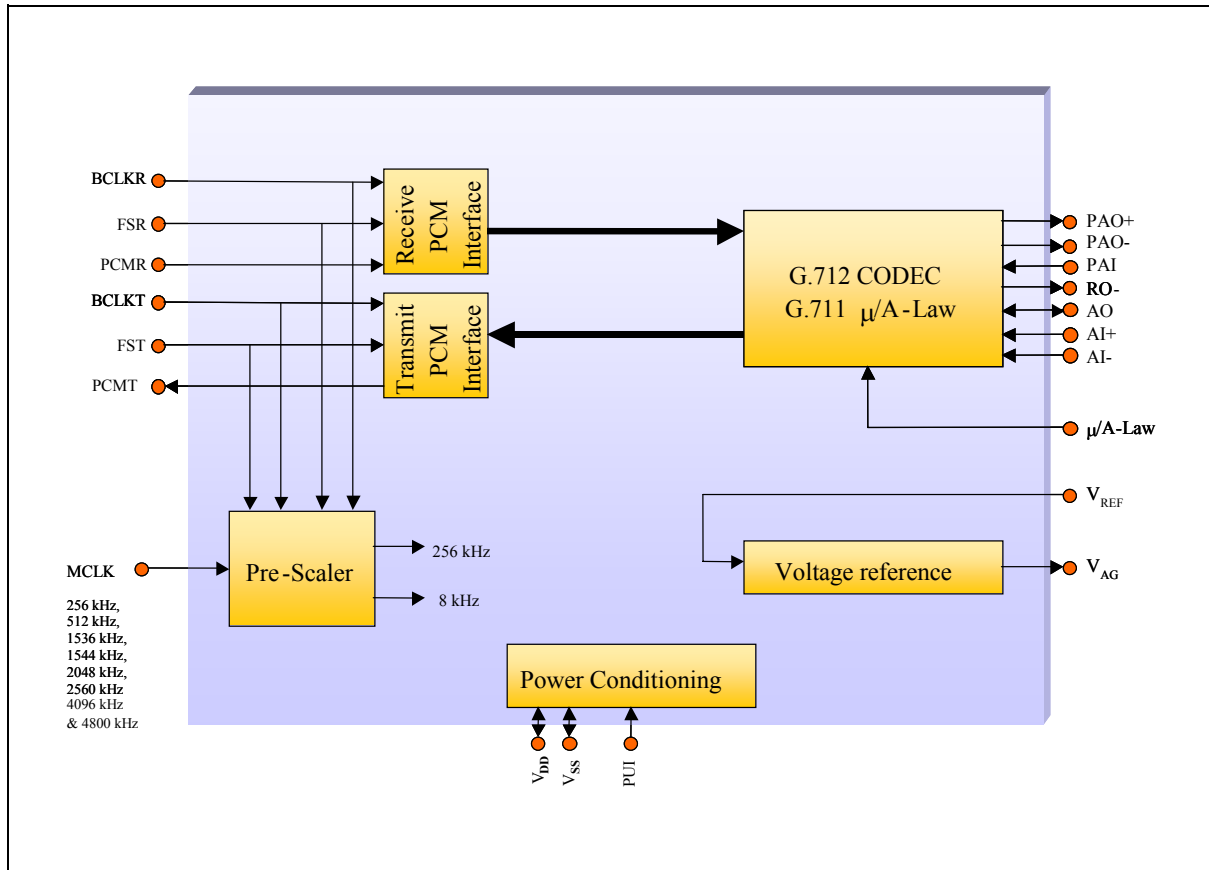 BCLKR
FSR
PCMR
BCLKT
FST
PCMT
Receive
PCM
Interface
Transmit
PCM
Interface
G.712 CODEC
G.711 μ/A-Law
PAO+
PAO-
PAI
RO-
AO
AI+
AI-
μ/A-Law
VREF
VAG
Voltage reference
MCLK
256 kHz,
512 kHz,
1536 kHz,
1544 kHz,
2048 kHz,
2560 kHz
4096 kHz
& 4800 kHz
Pre-Scaler
256 kHz
8 kHz
Power Conditioning
VDD
VSS
PUI